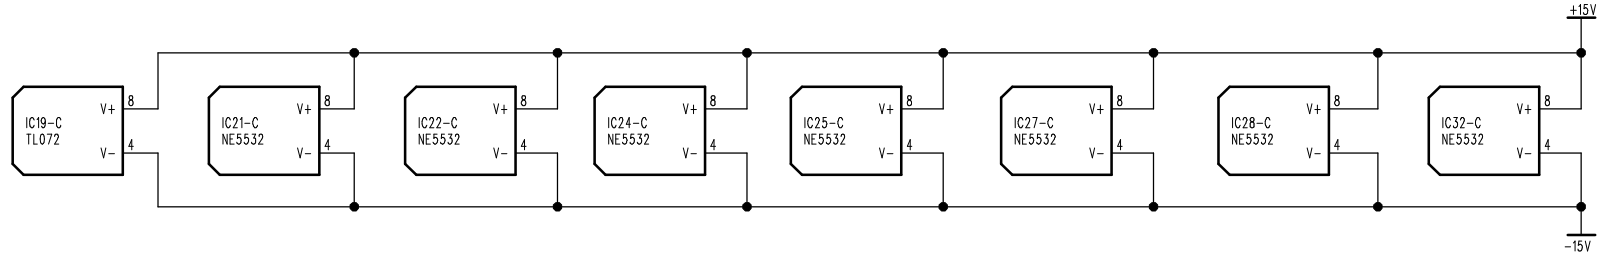 +15V
8 8 8 8 8 8 8 8
V+ V+ V+ V+ V+ V+ V+ V+
IC19-C IC21-C IC22-C IC24-C IC25-C IC27-C IC28-C IC32-C
TL072 NE5532 NE5532 NE5532 NE5532 NE5532 NE5532 NE5532
4 4 4 4 4 4 4 4
V- V- V- V- V- V- V- V-
-15V